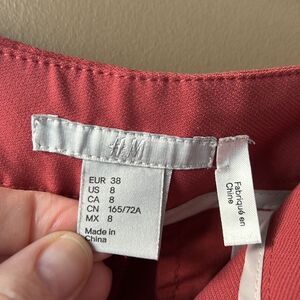 H&M
EUR 38
US 8
CA 8
CN 165/72A
MX 8
Made in
China
Fabriqué en
Chine